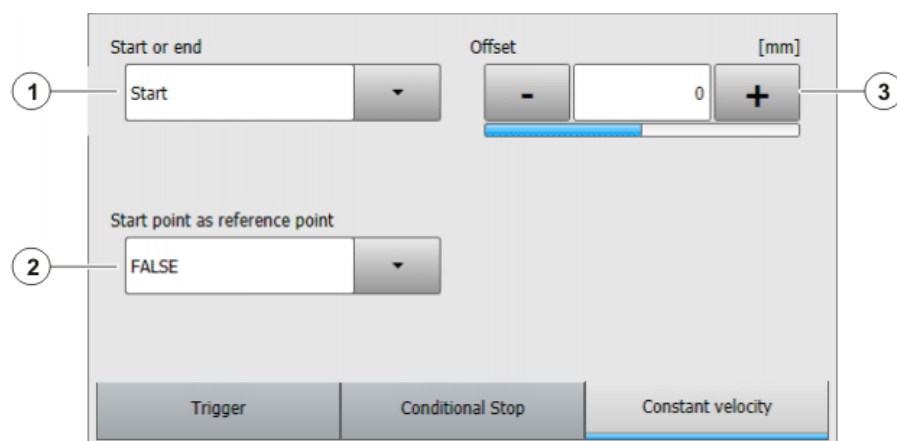 Start or end
Offset [mm]
1 Start - 0 + 3
Start point as reference point
2 FALSE
Trigger Conditional Stop Constant velocity